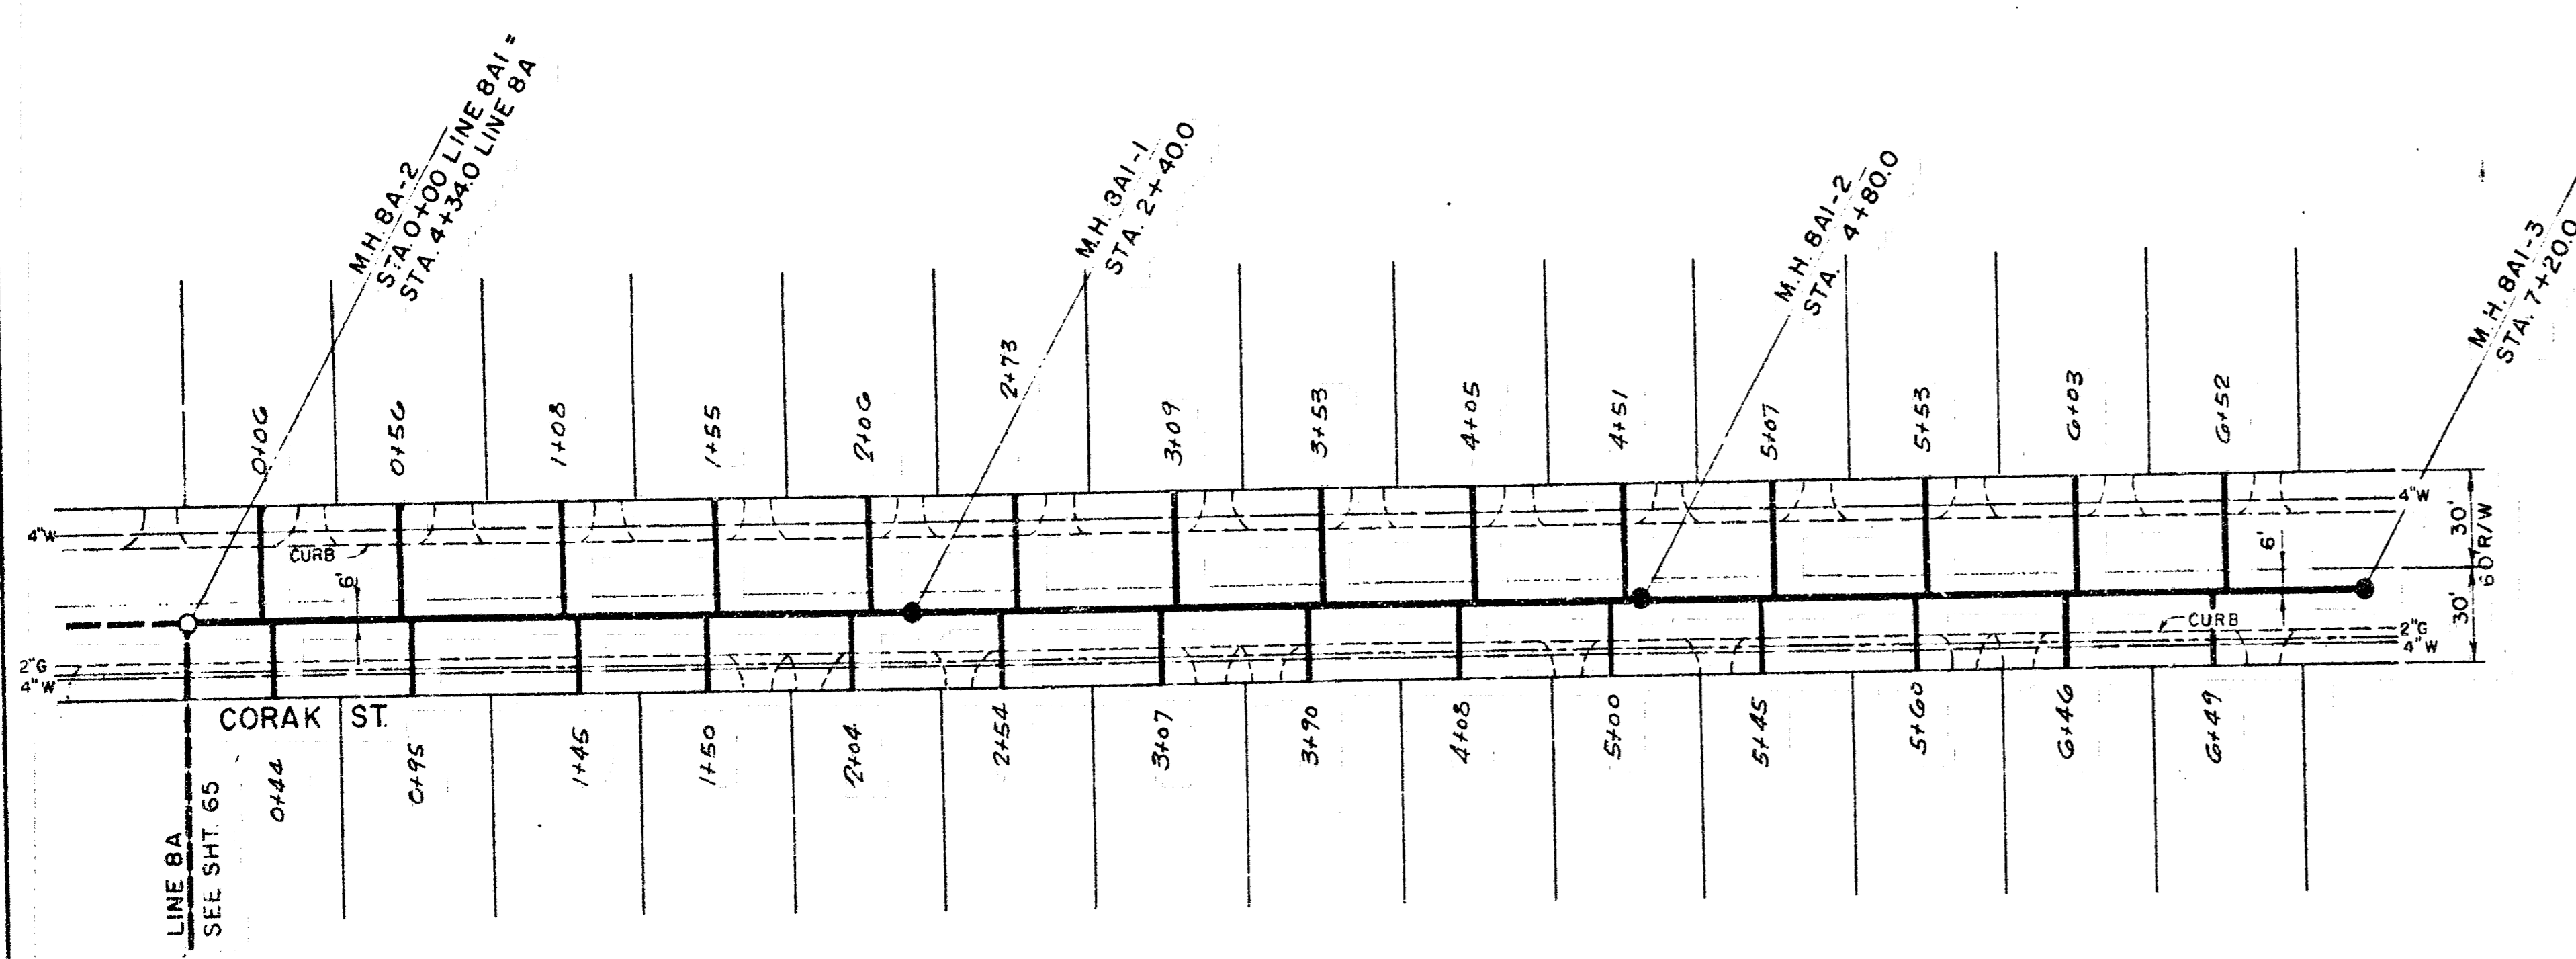 M.H. 8A-2
STA. 0+00 LINE 8A1 =
STA. 4+34.0 LINE 8A
M.H. 8A1-1
STA. 2+40.0
M.H. 8A1-2
STA. 4+80.0
M.H. 8A1-3
STA. 7+20.0
0+06
0+56
1+08
1+55
2+06
2+73
3+09
3+53
4+05
4+51
5+07
5+53
6+03
6+52
4"W
CURB
6'
4"W
6'
30'
30'
60' R/W
CURB
2"G
4"W
2"G
4"W
CORAK ST.
0+44
0+95
1+45
1+50
2+04
2+54
3+07
3+90
4+08
5+00
5+45
5+60
6+46
6+49
LINE 8A
SEE SHT. 65